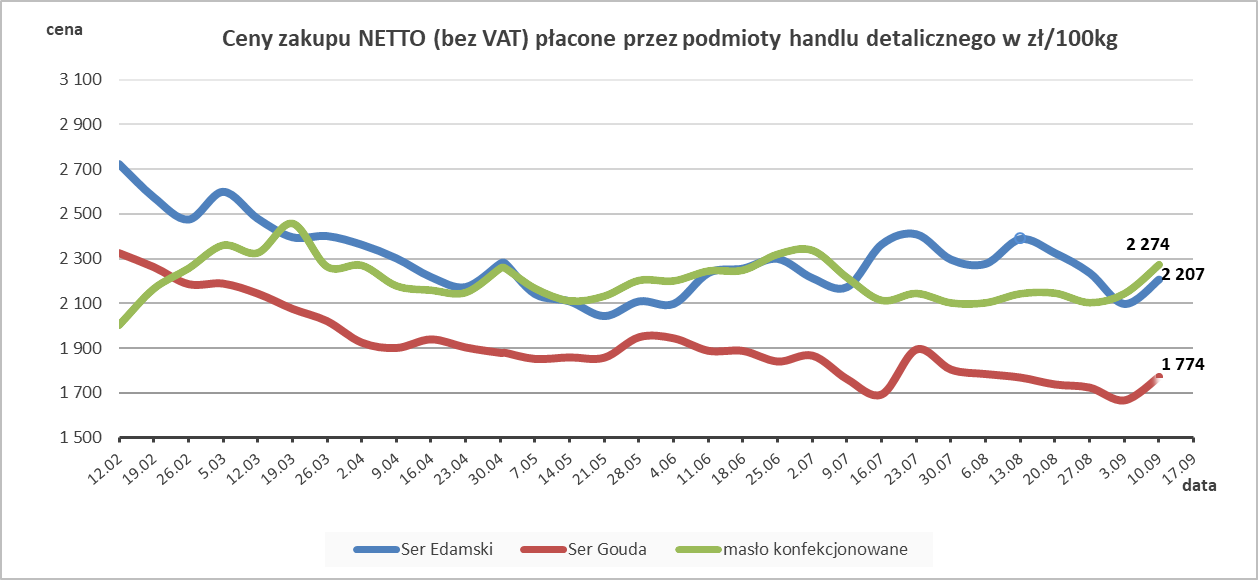 cena
Ceny zakupu NETTO (bez VAT) płacone przez podmioty handlu detalicznego w zł/100kg
3 100
2 900
2 700
2 500
2 300
2 100
1 900
1 700
1 500
2 274
2 207
1 774
12.02 19.02 26.02 5.03 12.03 19.03 26.03 2.04 9.04 16.04 23.04 30.04 7.05 14.05 21.05 28.05 4.06 11.06 18.06 25.06 2.07 9.07 16.07 23.07 30.07 6.08 13.08 20.08 27.08 3.09 10.09 17.09
data
Ser Edamski Ser Gouda masło konfekcjonowane